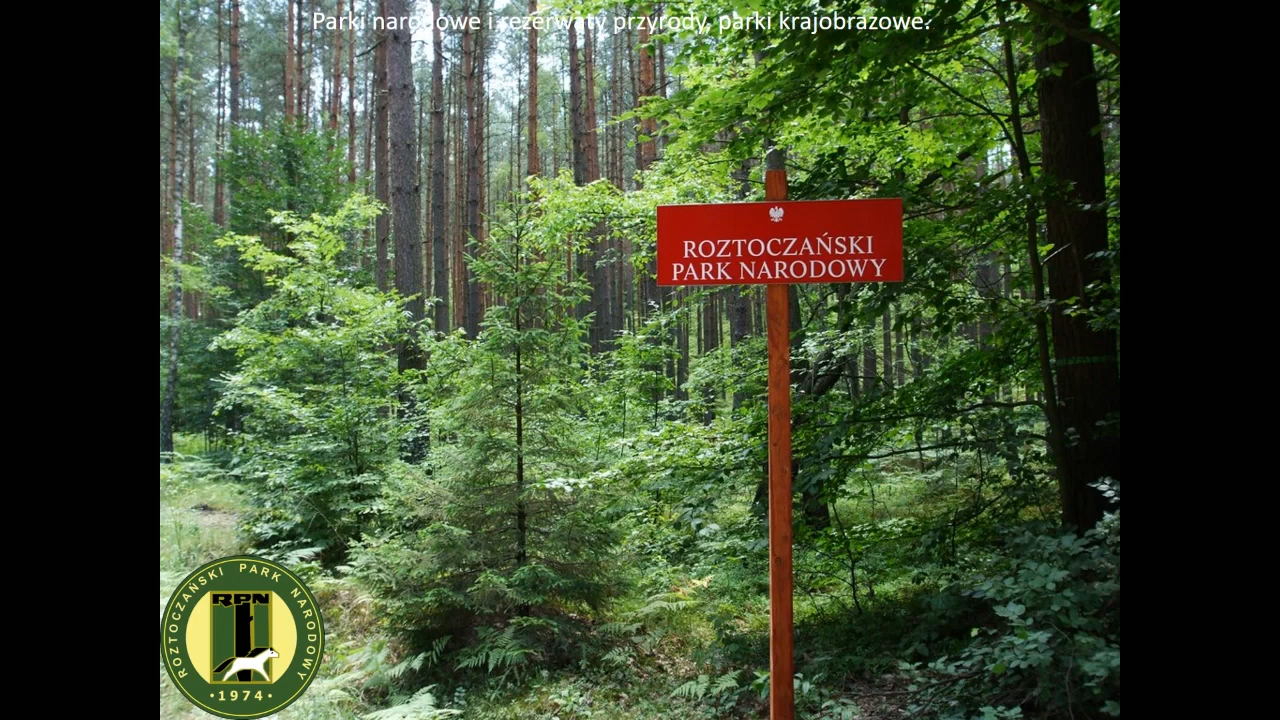 Parki narodowe i rezerwaty przyrody, parki krajobrazowe.
ROZTOCZAŃSKI
PARK NARODOWY
ROZTOCZAŃSKI PARK NARODOWY
RPN
•1974•